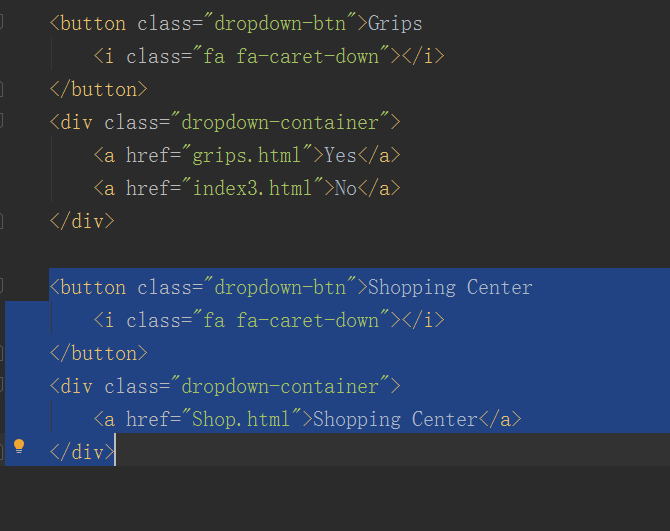 <button class="dropdown-btn">Grips
<i class="fa fa-caret-down"></i>
</button>
<div class="dropdown-container">
<a href="grips.html">Yes</a>
<a href="index3.html">No</a>
</div>
<button class="dropdown-btn">Shopping Center
<i class="fa fa-caret-down"></i>
</button>
<div class="dropdown-container">
<a href="Shop.html">Shopping Center</a>
</div>